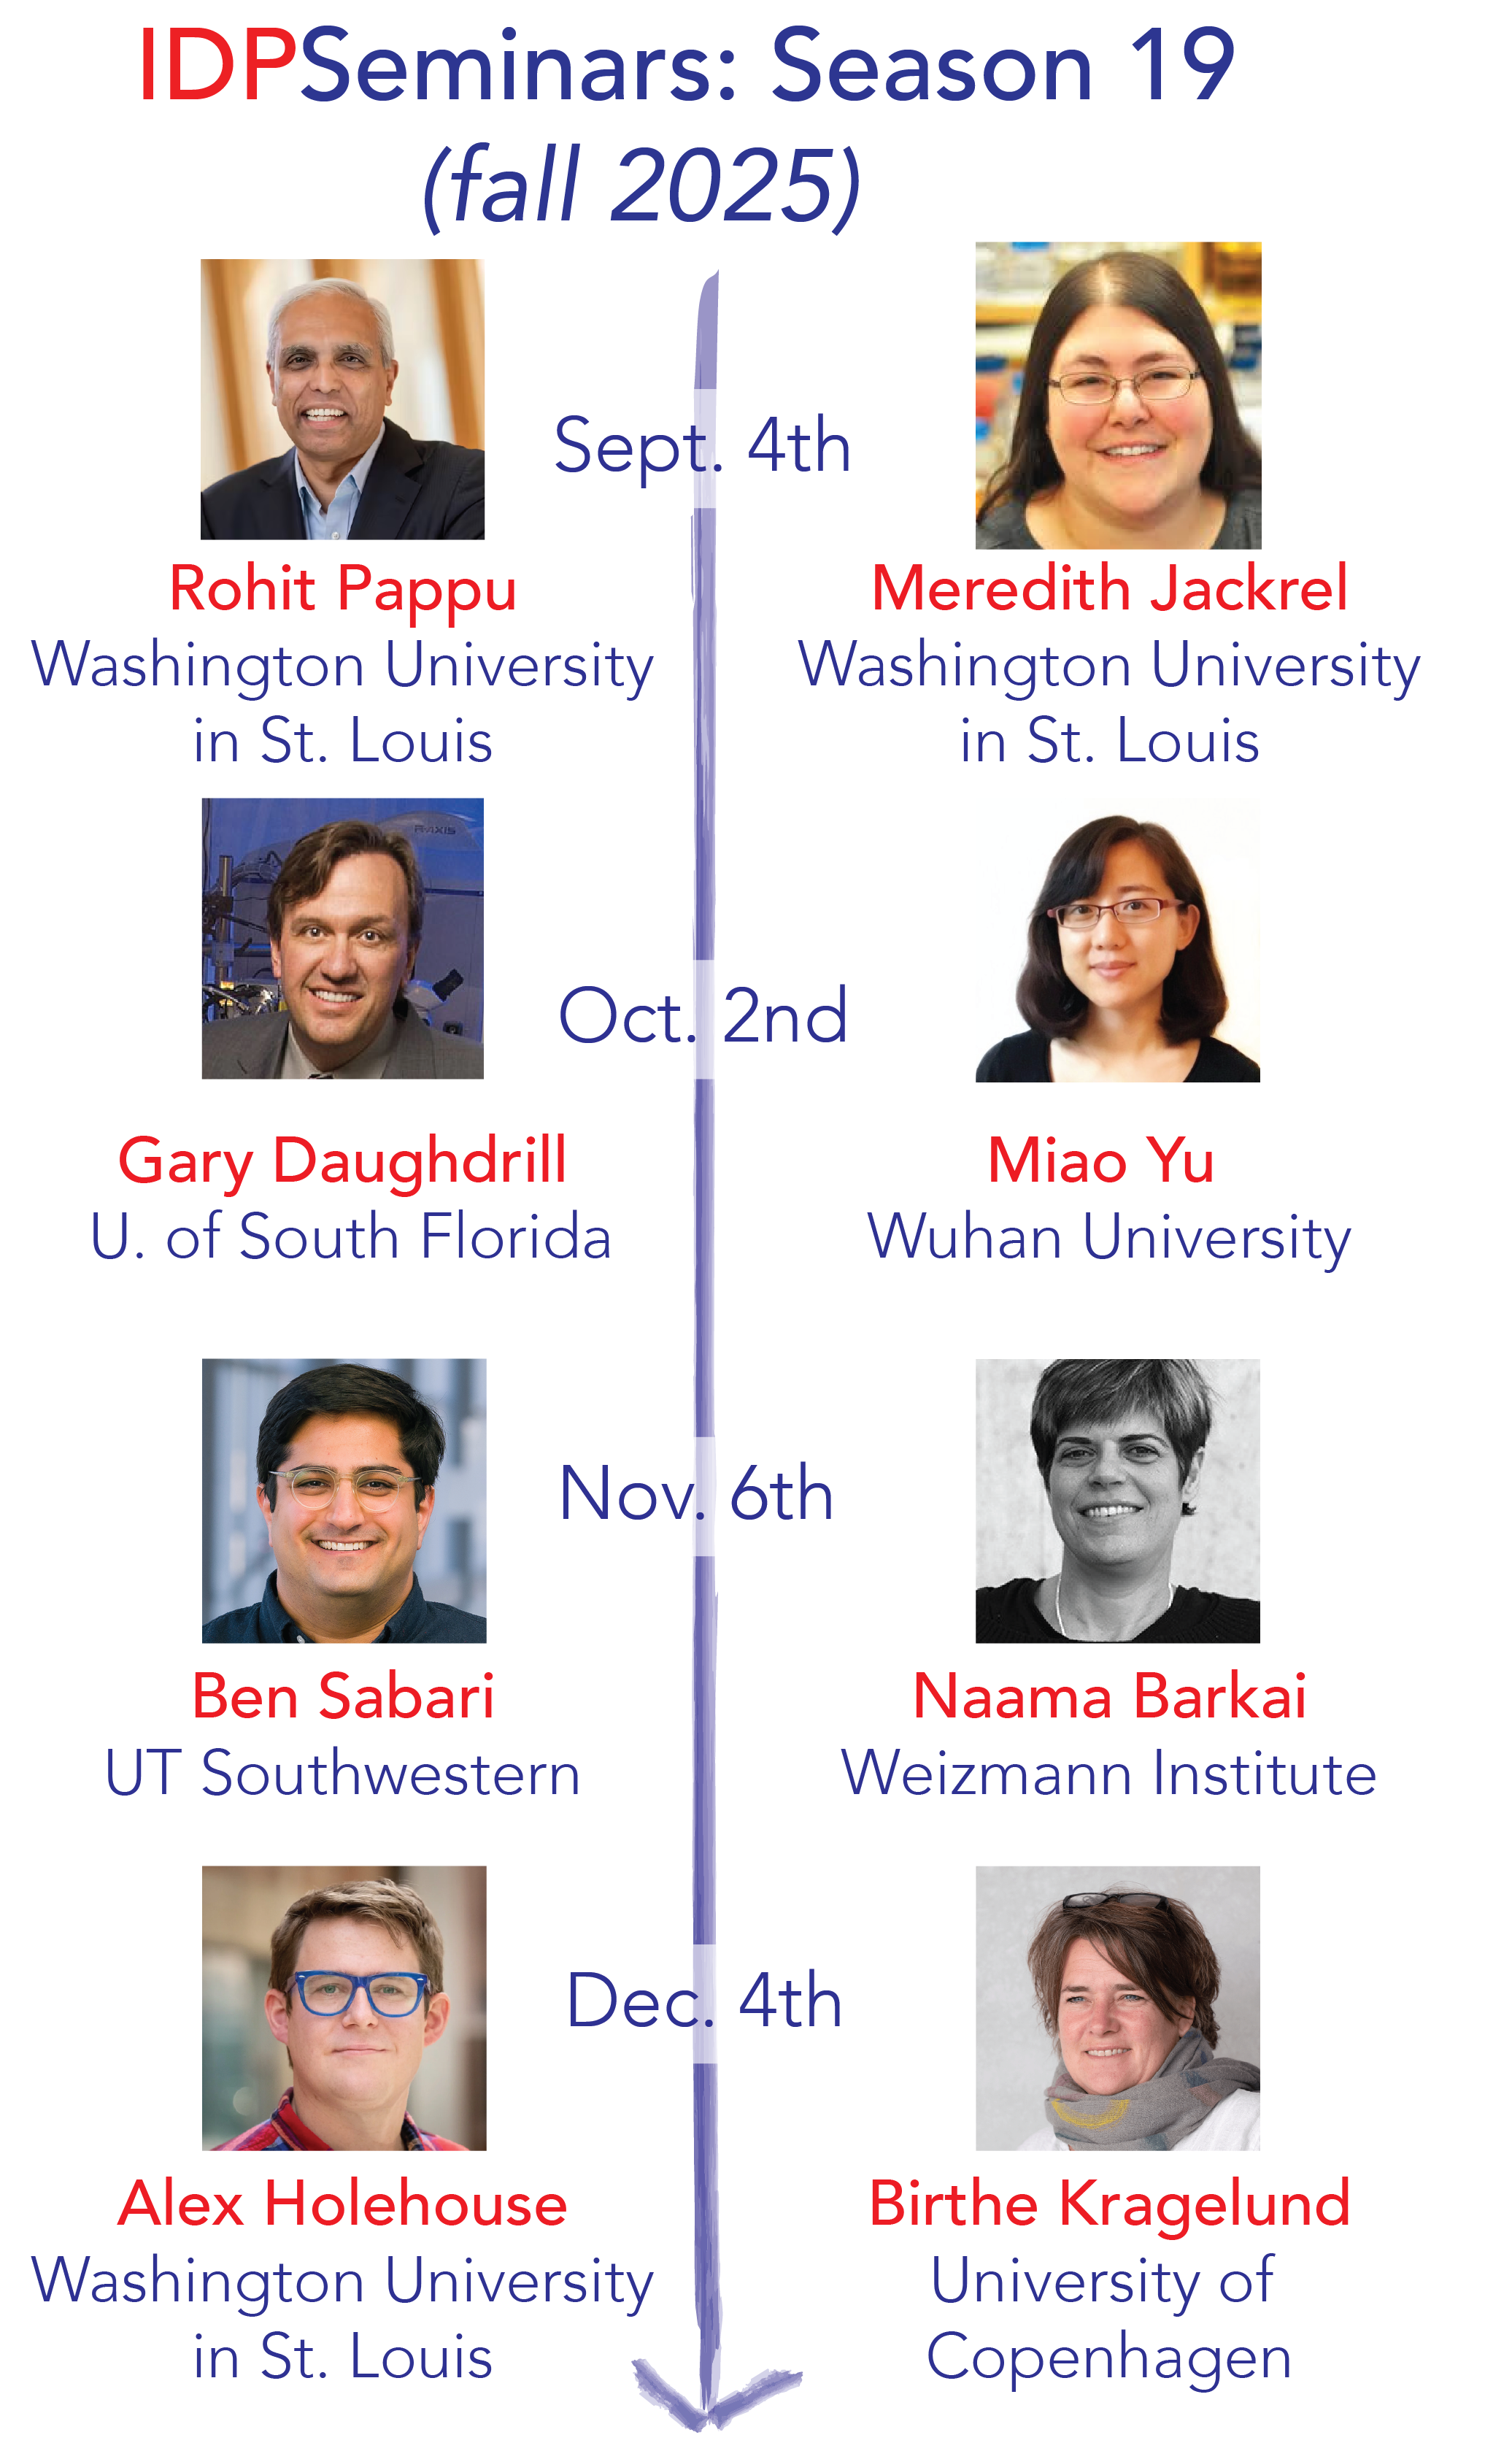 IDPSeminars: Season 19
(fall 2025)
Sept. 4th
Rohit Pappu
Washington University
in St. Louis
Meredith Jackrel
Washington University
in St. Louis
R-AXIS
Oct. 2nd
Gary Daughdrill
U. of South Florida
Miao Yu
Wuhan University
Nov. 6th
Ben Sabari
UT Southwestern
Naama Barkai
Weizmann Institute
Dec. 4th
Alex Holehouse
Washington University
in St. Louis
Birthe Kragelund
University of
Copenhagen